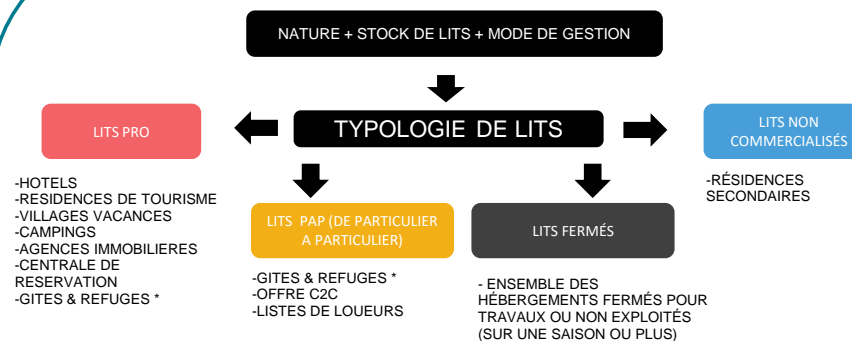 NATURE + STOCK DE LITS + MODE DE GESTION
TYPOLOGIE DE LITS
LITS PRO
-HOTELS
-RESIDENCES DE TOURISME
-VILLAGES VACANCES
-CAMPINGS
-AGENCES IMMOBILIERES
-CENTRALE DE
RESERVATION
-GITES & REFUGES *
LITS PAP (DE PARTICULIER
A PARTICULIER)
-GITES & REFUGES *
-OFFRE C2C
-LISTES DE LOUEURS
LITS FERMÉS
- ENSEMBLE DES
HÉBERGEMENTS FERMÉS POUR
TRAVAUX OU NON EXPLOITÉS
(SUR UNE SAISON OU PLUS)
LITS NON
COMMERCIALISÉS
-RÉSIDENCES
SECONDAIRES